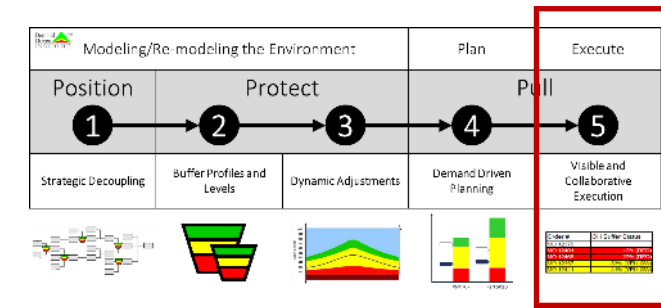 Modeling/Re-modeling the Environment
Plan
Execute
Position
Protect
Pull
1
2
3
4
5
Strategic Decoupling
Buffer Profiles and
Levels
Dynamic Adjustments
Demand Driven
Planning
Visible and
Collaborative
Execution
Order #